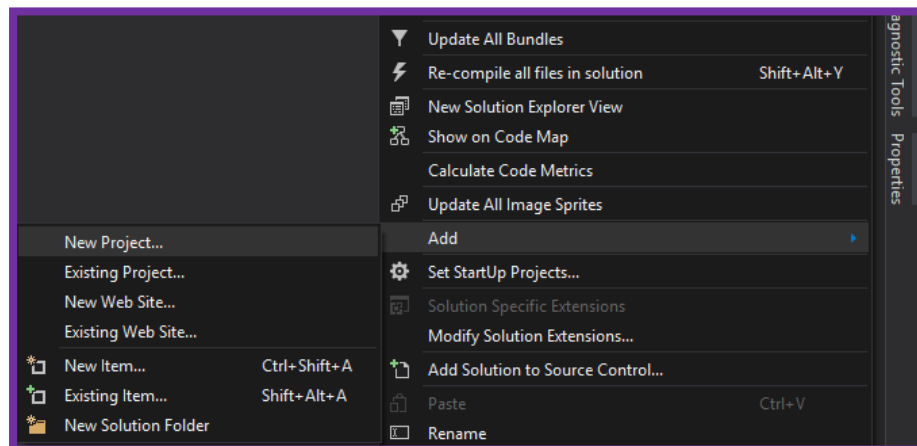 Update All Bundles
Re-compile all files in solution Shift+Alt+Y
New Solution Explorer View
Show on Code Map
Calculate Code Metrics
Update All Image Sprites
Add
Set StartUp Projects...
Solution Specific Extensions
Modify Solution Extensions...
Add Solution to Source Control...
Paste Ctrl+V
Rename
New Project...
Existing Project...
New Web Site...
Existing Web Site...
New Item... Ctrl+Shift+A
Existing Item... Shift+Alt+A
New Solution Folder
agnostic Tools
Properties